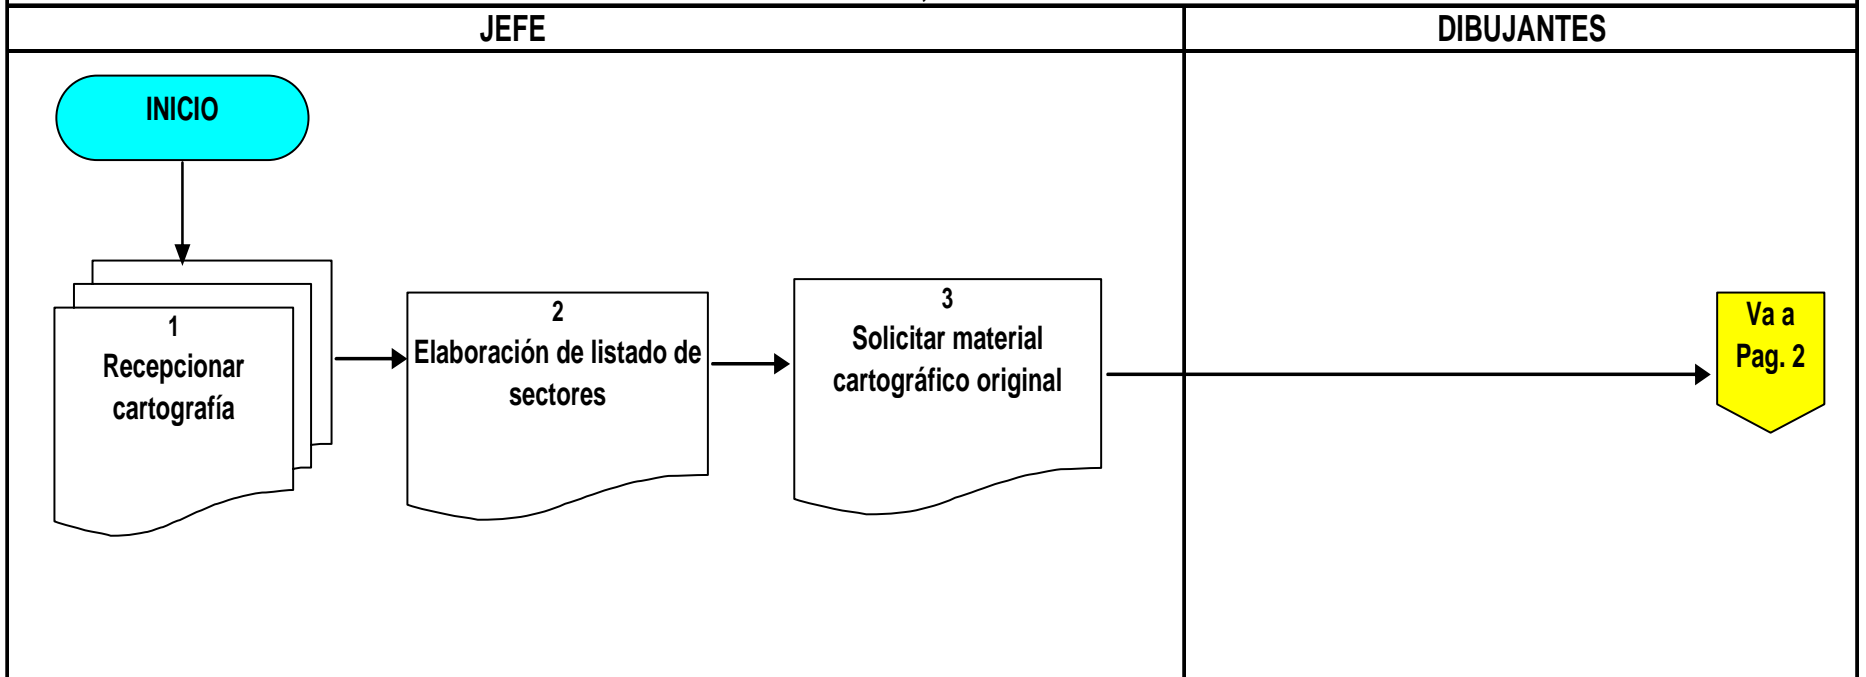 JEFE
DIBUJANTES
INICIO
1
Recepcionar
cartografía
2
Elaboración de listado de
sectores
3
Solicitar material
cartográfico original
Va a
Pag. 2